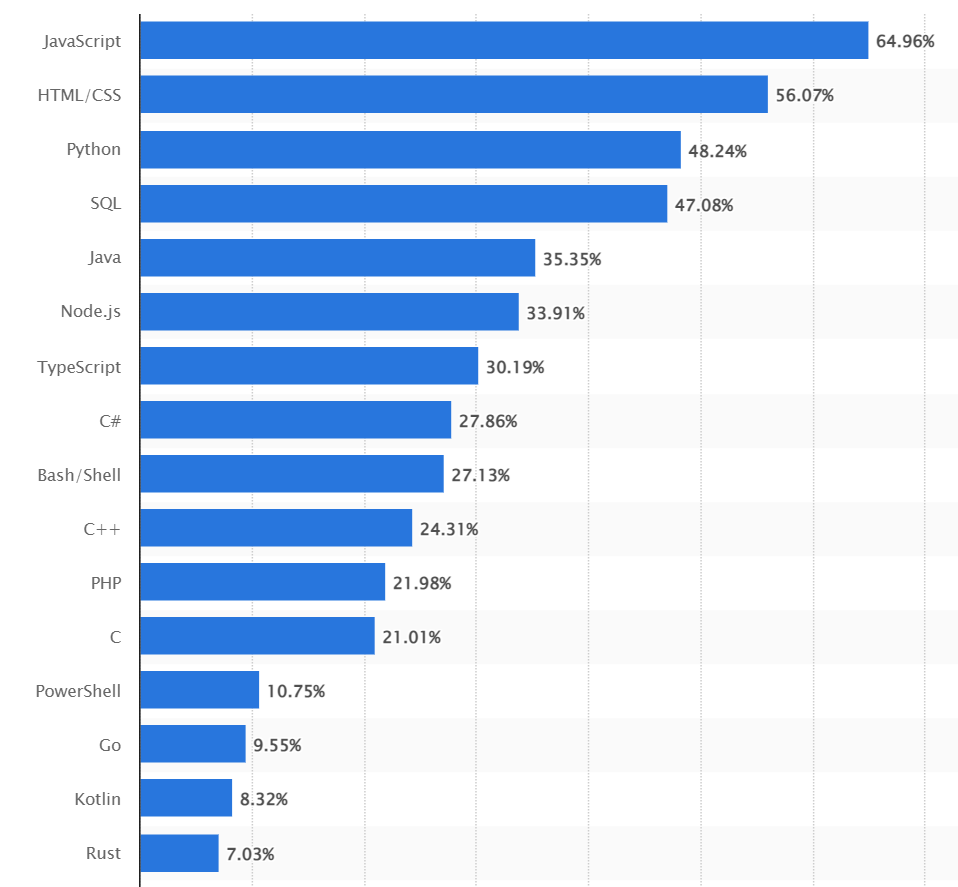 JavaScript 64.96%
HTML/CSS 56.07%
Python 48.24%
SQL 47.08%
Java 35.35%
Node.js 33.91%
TypeScript 30.19%
C# 27.86%
Bash/Shell 27.13%
C++ 24.31%
PHP 21.98%
C 21.01%
PowerShell 10.75%
Go 9.55%
Kotlin 8.32%
Rust 7.03%